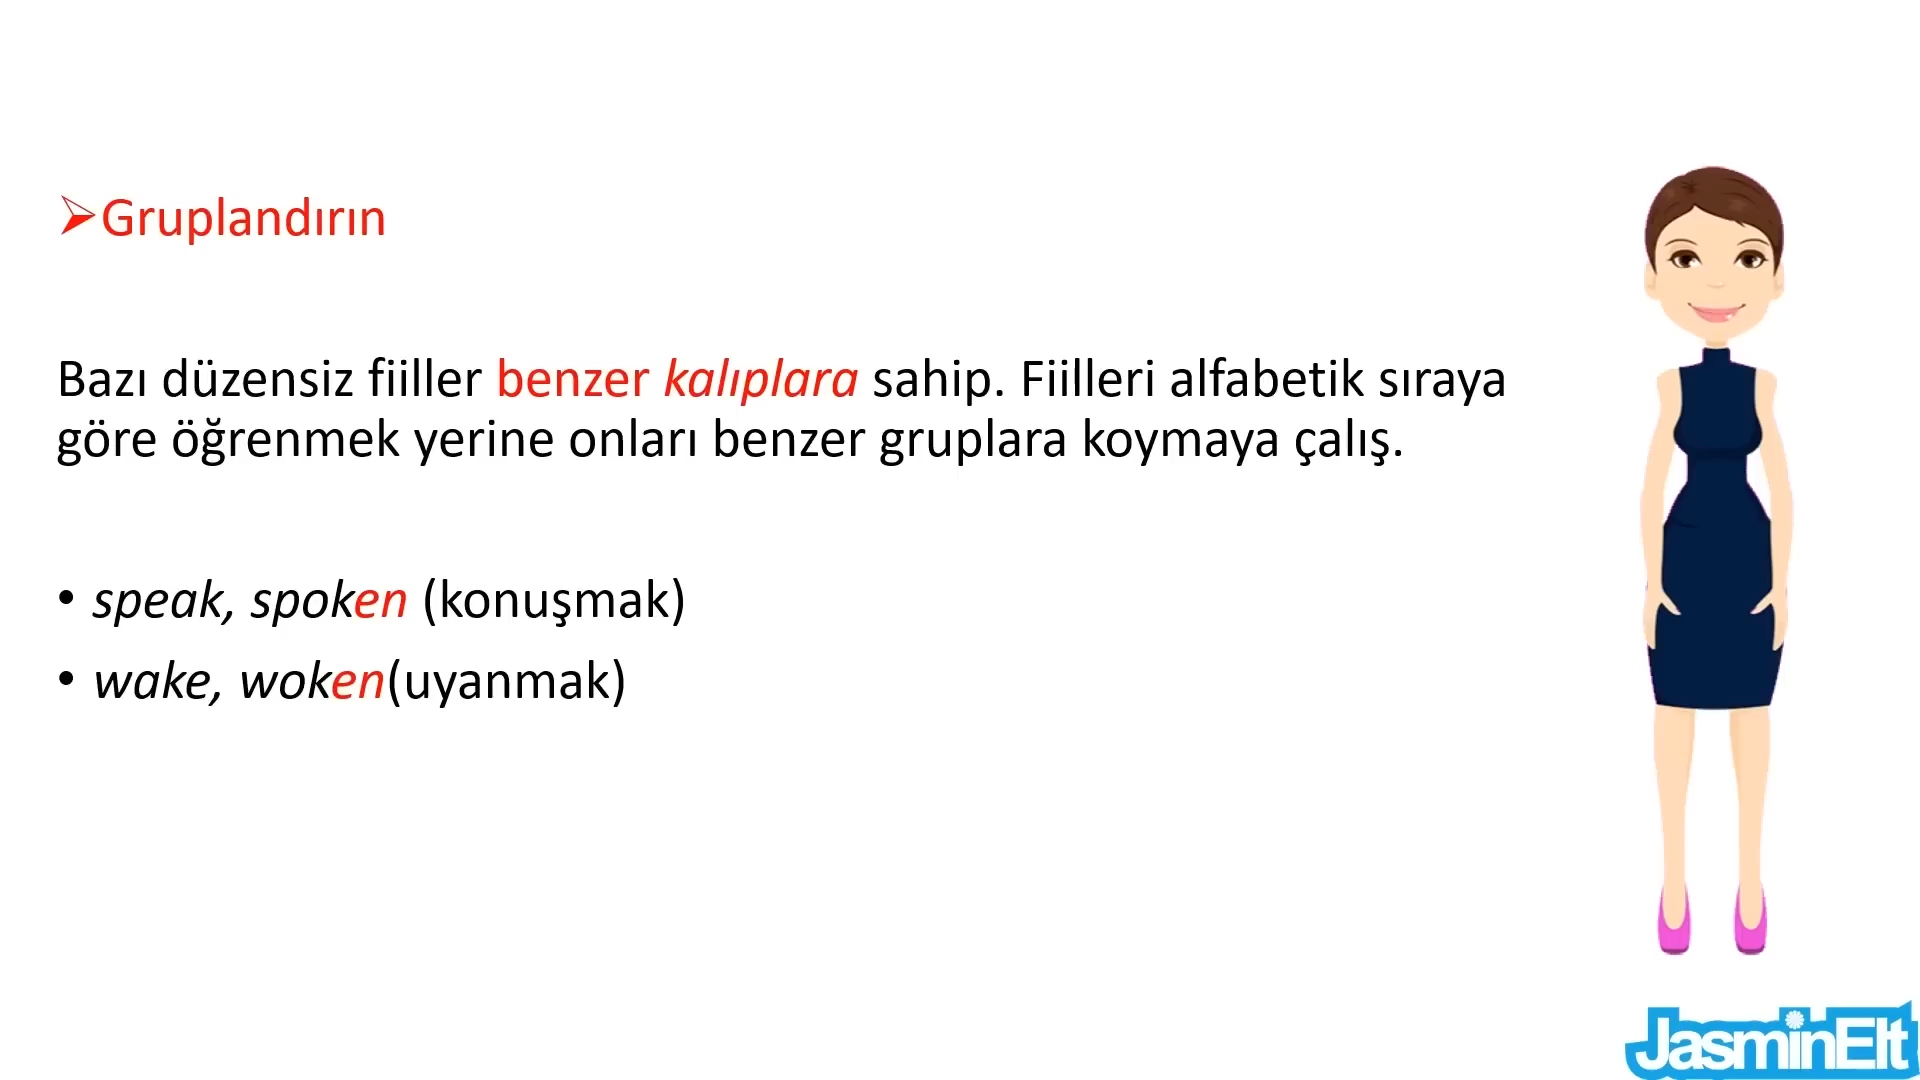 ➢Gruplandırın
Bazı düzensiz fiiller benzer kalıplara sahip. Fiilleri alfabetik sıraya
göre öğrenmek yerine onları benzer gruplara koymaya çalış.
• speak, spoken (konuşmak)
• wake, woken(uyanmak)
JasminElt